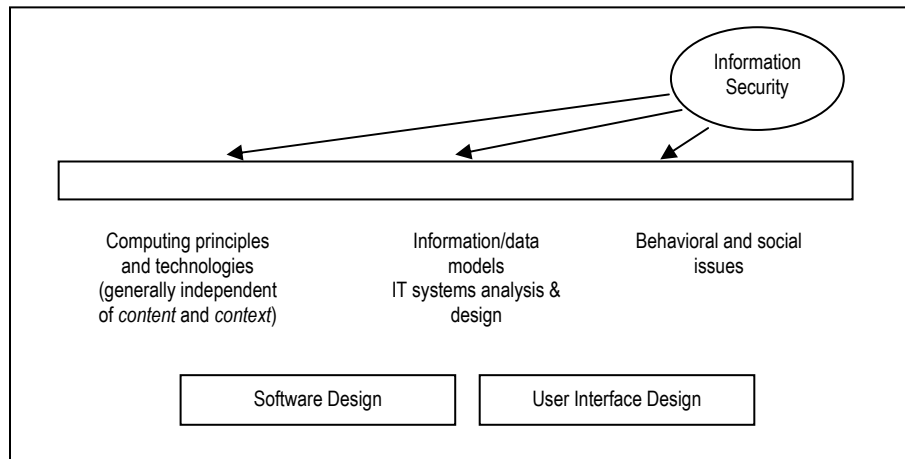 Information
Security
Computing principles
and technologies
(generally independent
of content and context)
Information/data
models
IT systems analysis &
design
Behavioral and social
issues
Software Design
User Interface Design